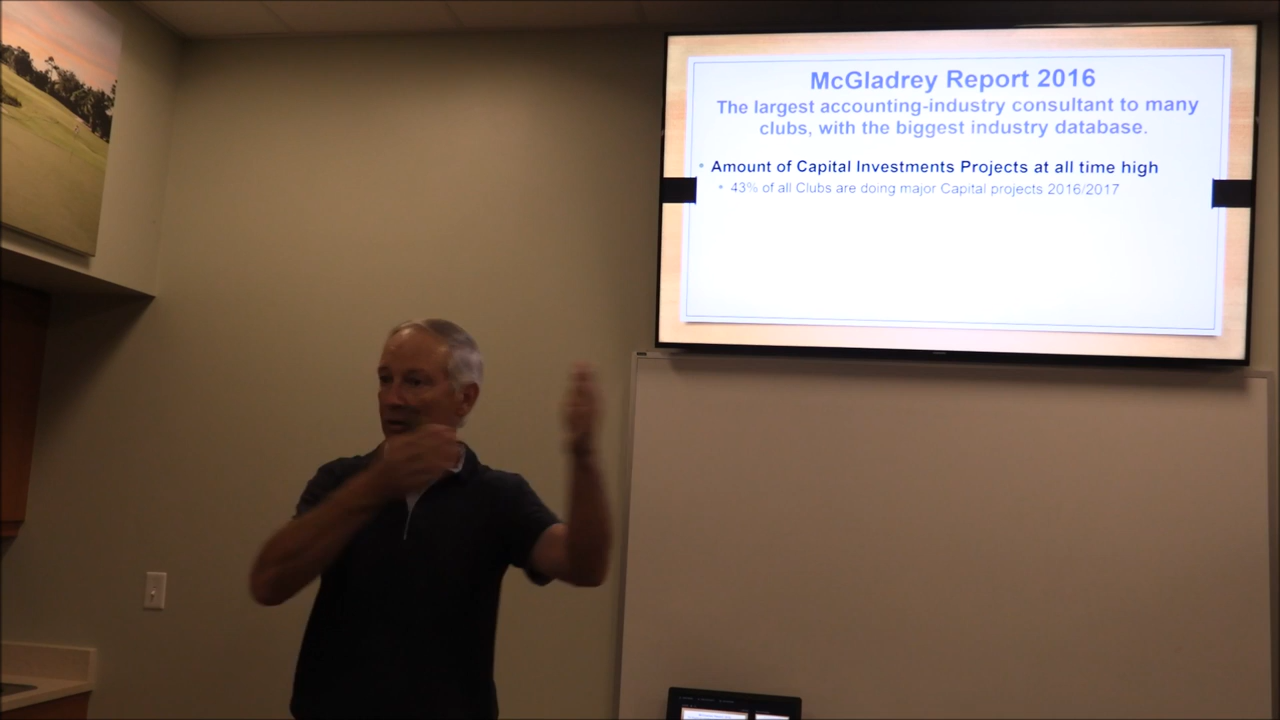 McGladrey Report 2016
The largest accounting-industry consultant to many
clubs, with the biggest industry database.
• Amount of Capital Investments Projects at all time high
• 43% of all Clubs are doing major Capital projects 2016/2017